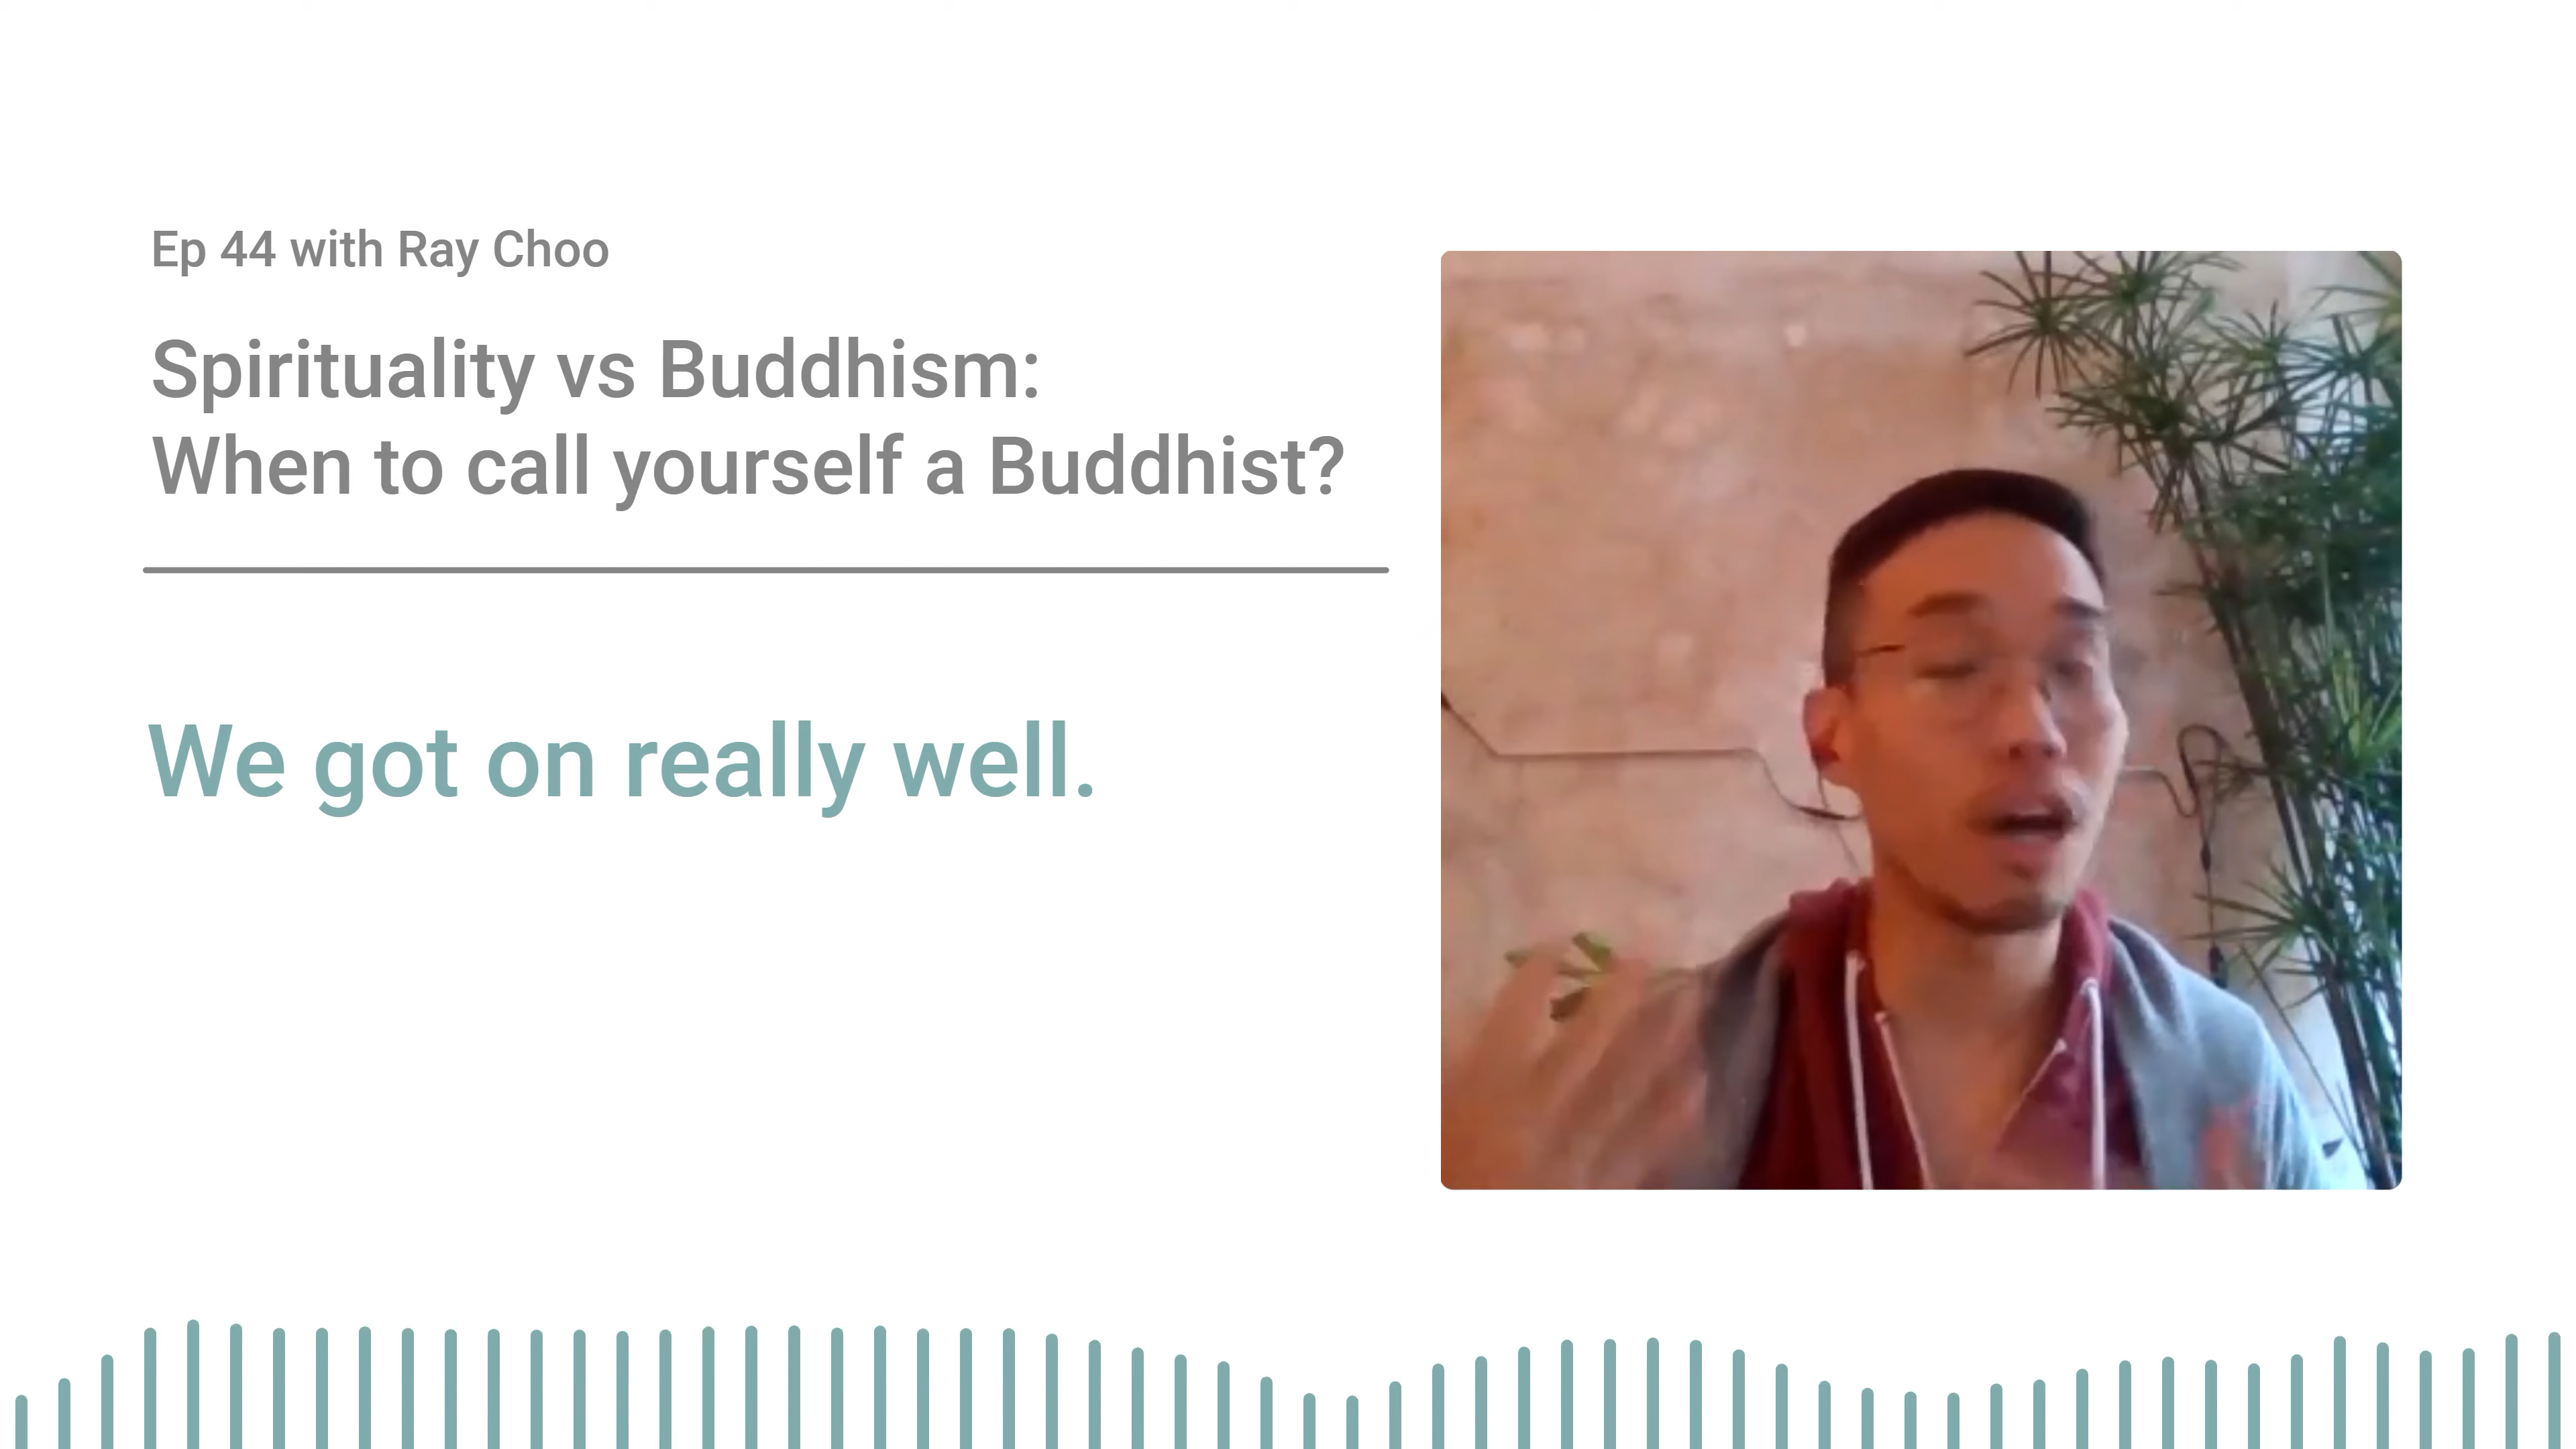 Ep 44 with Ray Choo
Spirituality vs Buddhism:
When to call yourself a Buddhist?
We got on really well.